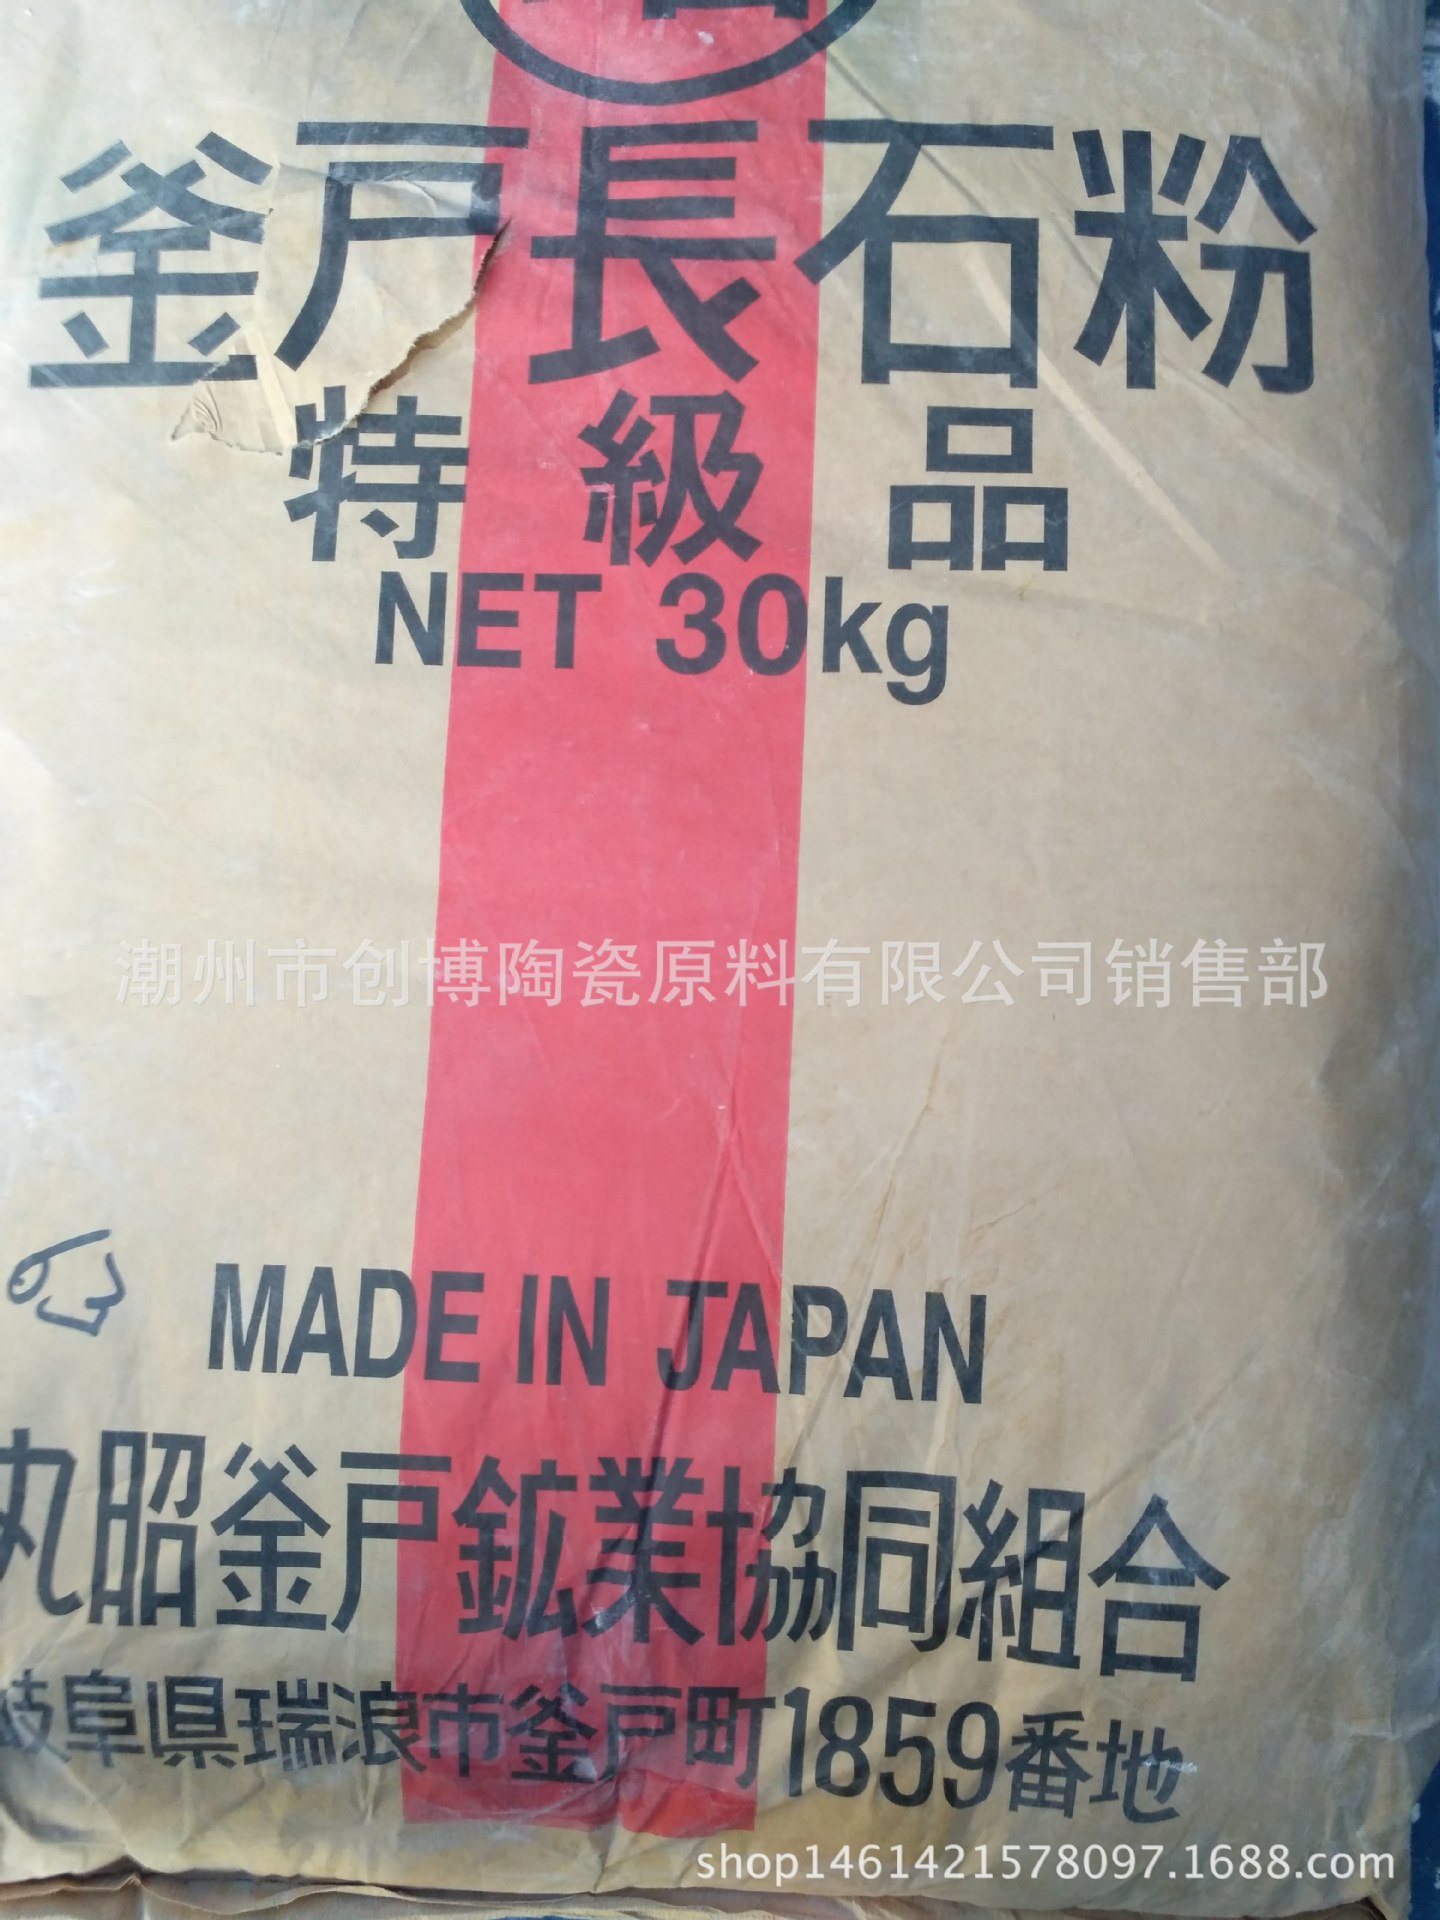 釜戸長石粉
特級品
NET 30kg
潮州市创博陶瓷原料有限公司销售部
MADE IN JAPAN
丸昭釜戸鉱業協同組合
岐阜県瑞浪市釜戸町1859番地
shop1461421578097.1688.com